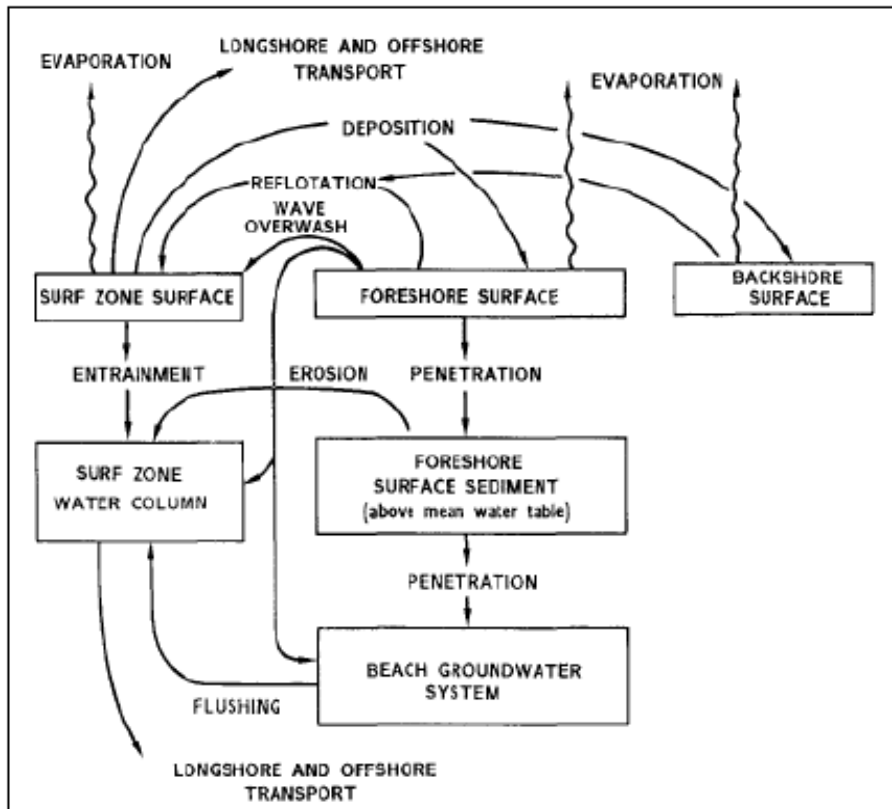 LONGSHORE AND OFFSHORE
TRANSPORT
EVAPORATION
EVAPORATION
DEPOSITION
REFLOTATION
WAVE
OVERWASH
SURF ZONE SURFACE
FORESHORE SURFACE
BACKSHORE
SURFACE
ENTRAINMENT
EROSION
PENETRATION
SURF ZONE
WATER COLUMN
FORESHORE
SURFACE SEDIMENT
(above mean water table)
PENETRATION
BEACH GROUNDWATER
SYSTEM
FLUSHING
LONGSHORE AND OFFSHORE
TRANSPORT